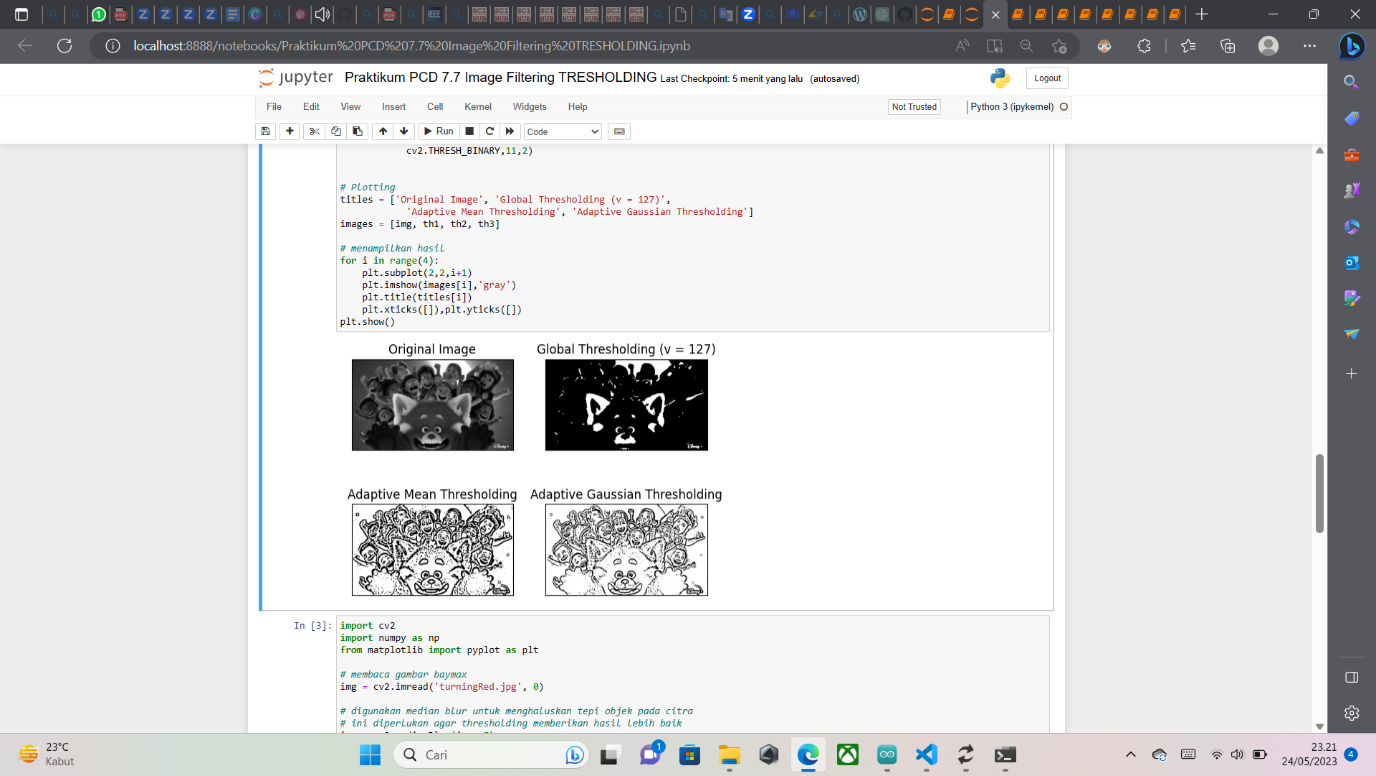 localhost:8888/notebooks/Praktikum%20PCD%207.7%20Image%20Filtering%20TRESHOLDING.ipynb
jupyter Praktikum PCD 7.7 Image Filtering TRESHOLDING Last Checkpoint: 5 menit yang lalu (autosaved)
Logout
File Edit View Insert Cell Kernel Widgets Help
Not Trusted
Python 3 (ipykernel)
Run
Code
cv2.THRESH_BINARY,11,2)
# Plotting
titles = ['Original Image', 'Global Thresholding (v = 127)',
'Adaptive Mean Thresholding', 'Adaptive Gaussian Thresholding']
images = [img, th1, th2, th3]
# menampilkan hasil
for i in range(4):
plt.subplot(2,2,i+1)
plt.imshow(images[i],'gray')
plt.title(titles[i])
plt.xticks([]),plt.yticks([])
plt.show()
Original Image Global Thresholding (v = 127)
Disney+ Disney+
Adaptive Mean Thresholding Adaptive Gaussian Thresholding
In [3]:
import cv2
import numpy as np
from matplotlib import pyplot as plt
# membaca gambar baymax
img = cv2.imread('turningRed.jpg', 0)
# digunakan median blur untuk menghaluskan tepi objek pada citra
# ini diperlukan agar thresholding memberikan hasil lebih baik
23°C
Kabut
Cari
1
23.21
24/05/2023
4